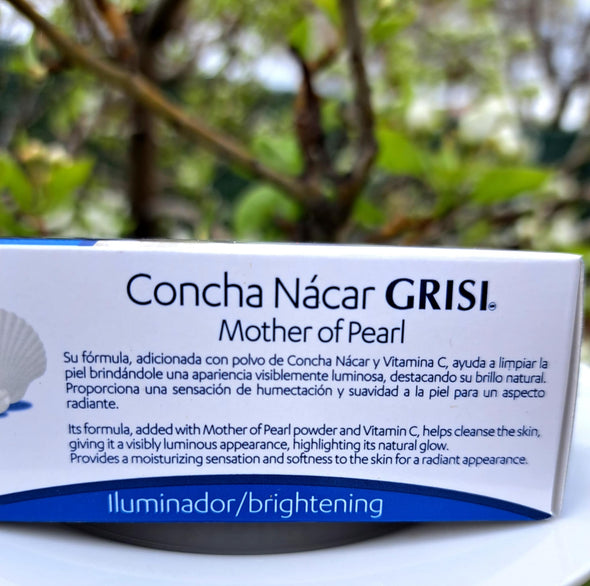 Concha Nácar GRISI
Mother of Pearl
Su fórmula, adicionada con polvo de Concha Nácar y Vitamina C, ayuda a limpiar la
piel brindándole una apariencia visiblemente luminosa, destacando su brillo natural.
Proporciona una sensación de humectación y suavidad a la piel para un aspecto
radiante.
Its formula, added with Mother of Pearl powder and Vitamin C, helps cleanse the skin,
giving it a visibly luminous appearance, highlighting its natural glow.
Provides a moisturizing sensation and softness to the skin for a radiant appearance.
Iluminador/brightening